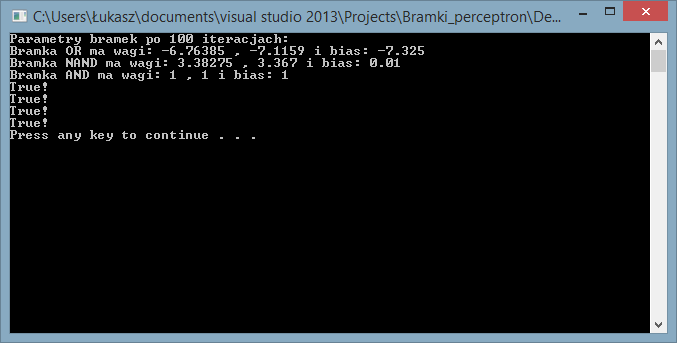 C:\Users\Łukasz\documents\visual studio 2013\Projects\Bramki_perceptron\De...
Parametry bramek po 100 iteracjach:
Bramka OR ma wagi: -6.76385 , -7.1159 i bias: -7.325
Bramka NAND ma wagi: 3.38275 , 3.367 i bias: 0.01
Bramka AND ma wagi: 1 , 1 i bias: 1
True!
True!
True!
True!
Press any key to continue . . .